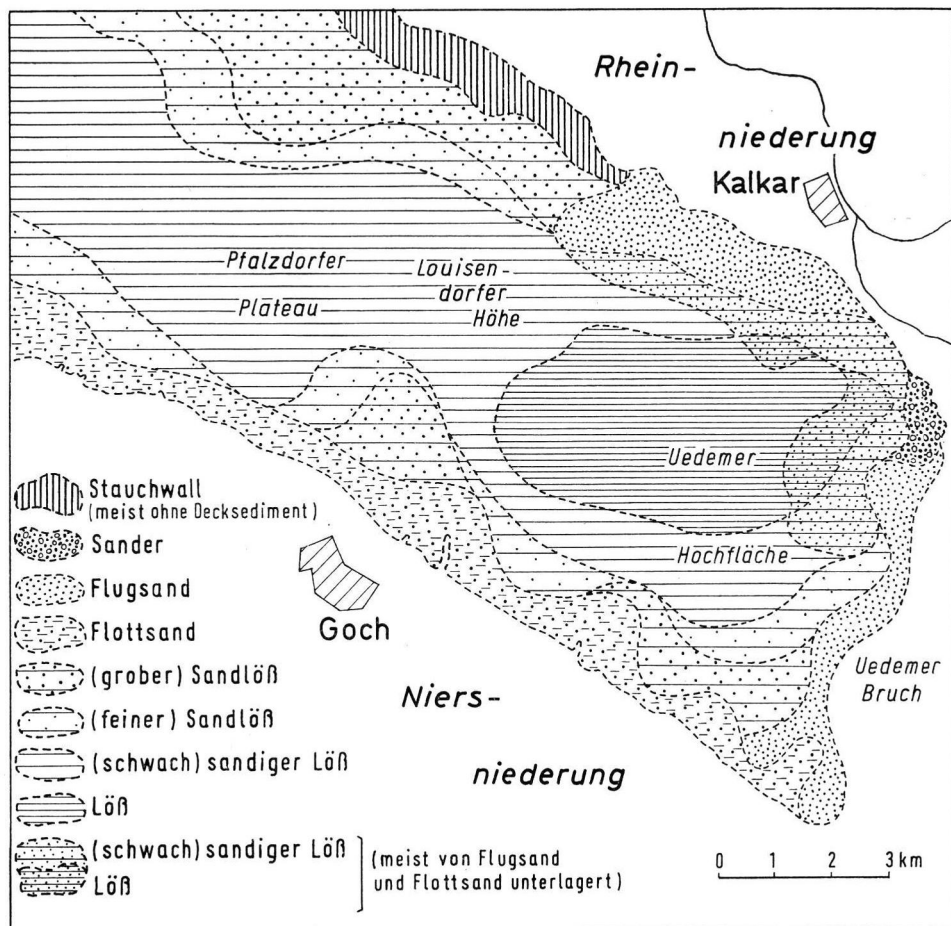 Rhein-
niederung
Kalkar
Pfalzdorfer
Plateau
Louisen-
dorfer
Höhe
Uedemer
Hochfläche
Goch
Niers-
niederung
Uedemer
Bruch
Stauchwall
(meist ohne Decksediment)
Sander
Flugsand
Flottsand
(grober) Sandlöß
(feiner) Sandlöß
(schwach) sandiger Löß
Löß
(schwach) sandiger Löß
Löß
(meist von Flugsand
und Flottsand unterlagert)
0 1 2 3 km